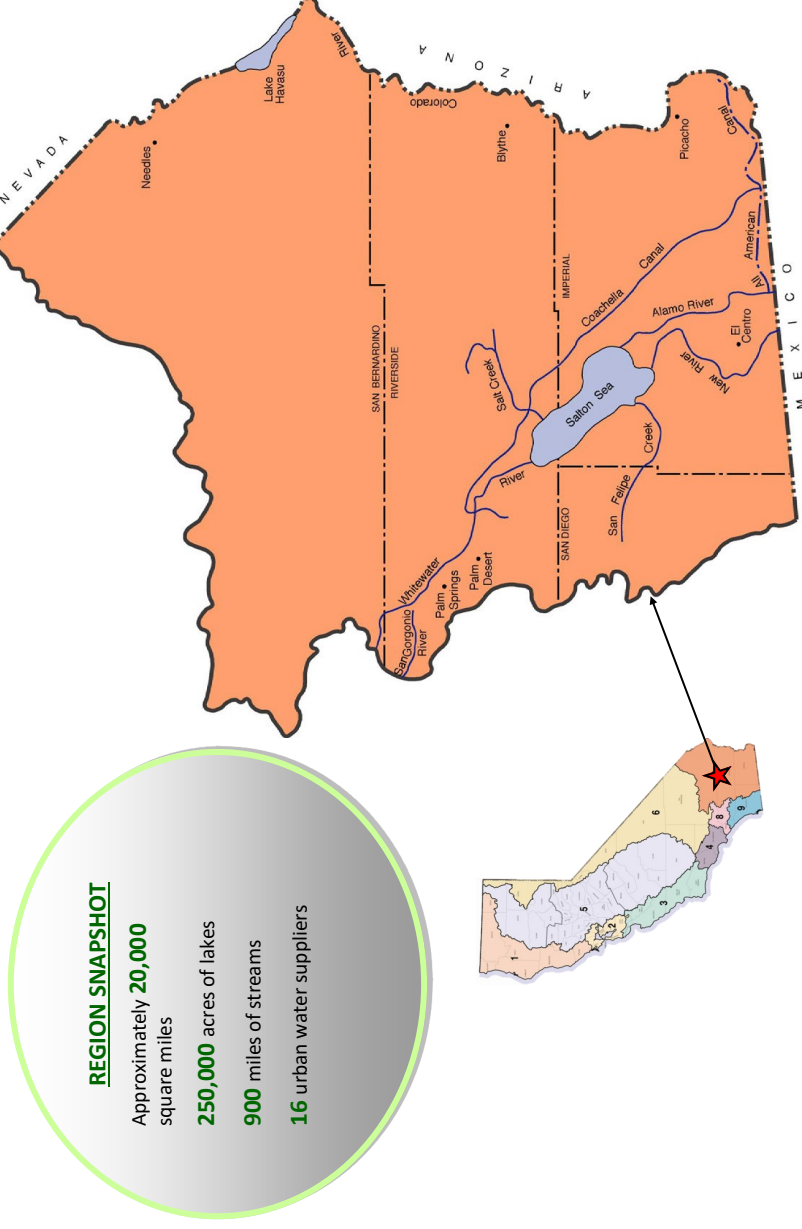 REGION SNAPSHOT
Approximately 20,000
square miles
250,000 acres of lakes
900 miles of streams
16 urban water suppliers
NEVADA
Needles
Lake
Havasu
River
ARIZONA
Colorado
SAN BERNARDINO
RIVERSIDE
Blythe
IMPERIAL
Picacho
Canal
American
All
MEXICO
Coachella
Canal
Alamo River
El
Centro
New River
Salton Sea
Salt Creek
River
Whitewater
San Gorgonio
River
Palm
Springs
Palm
Desert
SAN DIEGO
San Felipe
Creek
1
2
3
4
5
6
8
9